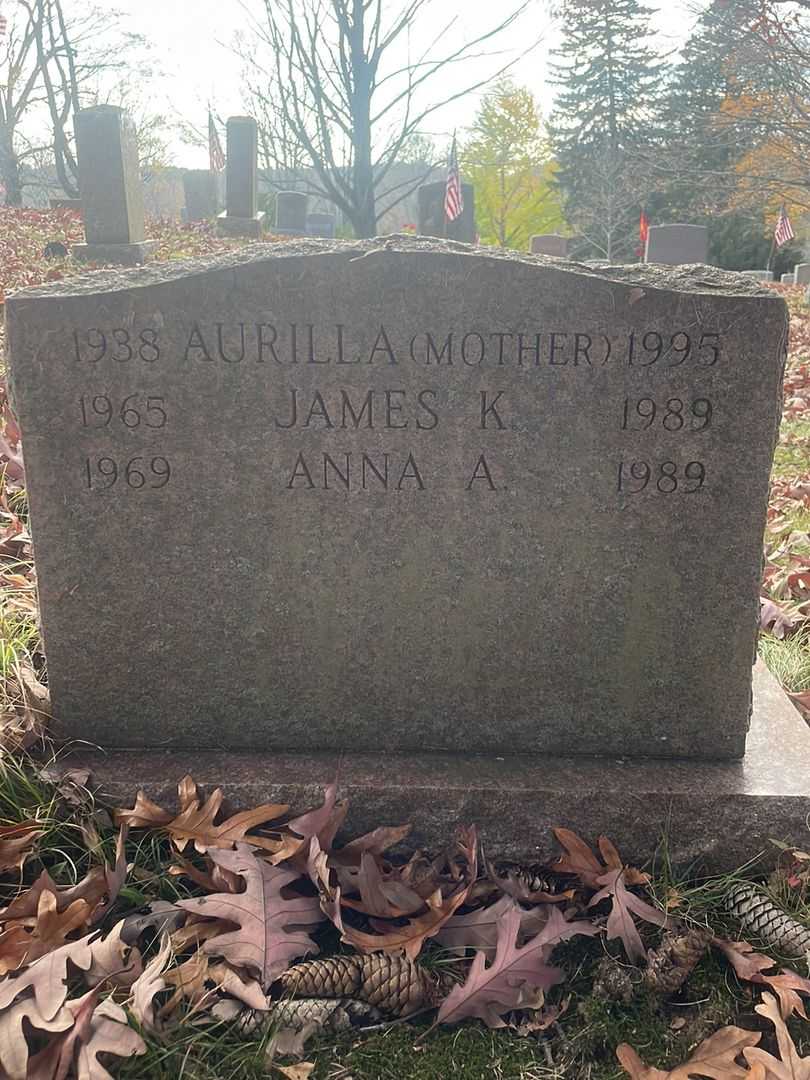 1938 AURILLA (MOTHER) 1995
1965 JAMES K. 1989
1969 ANNA A. 1989